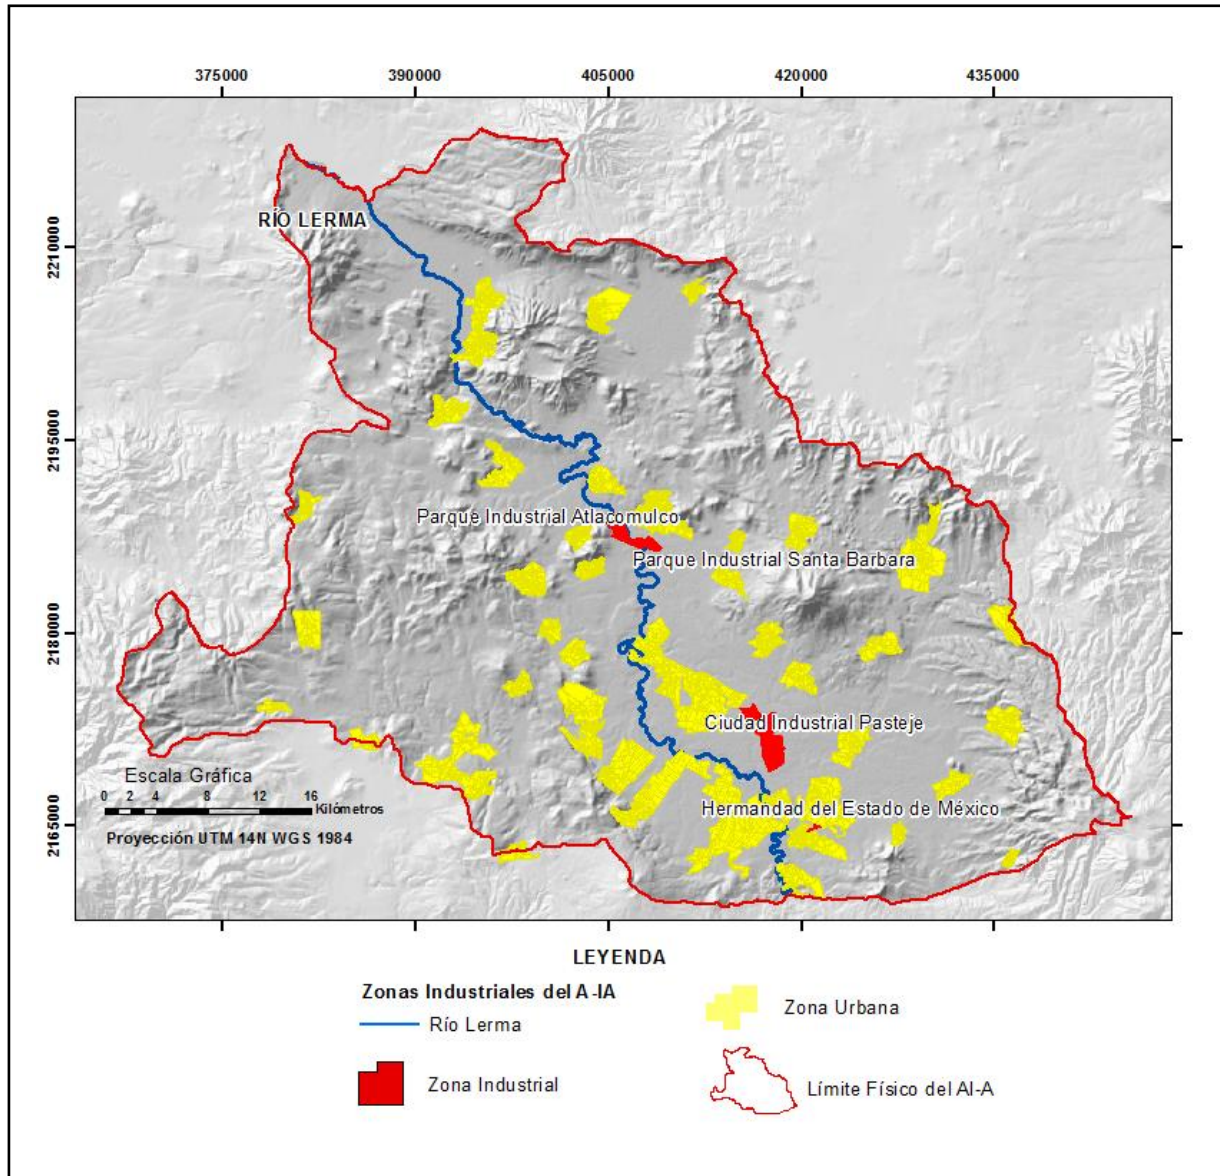 375000 390000 405000 420000 435000
2210000
RÍO LERMA
2195000
Parque Industrial Atlacomulco
Parque Industrial Santa Barbara
2180000
Ciudad Industrial Pasteje
Escala Gráfica
0 2 4 8 12 16
Kilómetros
Hermandad del Estado de México
2165000
Proyección UTM 14N WGS 1984
LEYENDA
Zonas Industriales del A-IA
Río Lerma
Zona Urbana
Zona Industrial
Límite Físico del AI-A